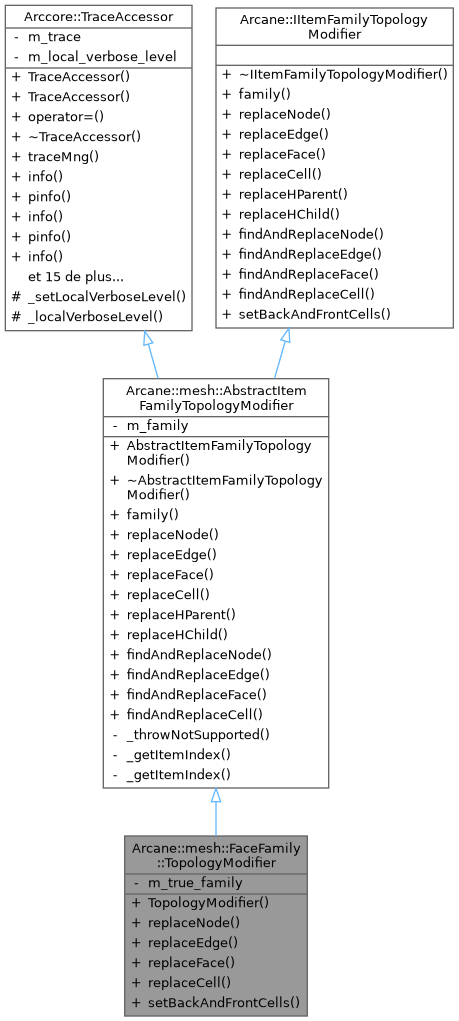 Arccore::TraceAccessor
- m_trace
- m_local_verbose_level
+ TraceAccessor()
+ TraceAccessor()
+ operator=()
+ ~TraceAccessor()
+ traceMng()
+ info()
+ pinfo()
+ info()
+ pinfo()
+ info()
et 15 de plus...
# _setLocalVerboseLevel()
# _localVerboseLevel()
Arcane::IItemFamilyTopology
Modifier
+ ~IItemFamilyTopologyModifier()
+ family()
+ replaceNode()
+ replaceEdge()
+ replaceFace()
+ replaceCell()
+ replaceHParent()
+ replaceHChild()
+ findAndReplaceNode()
+ findAndReplaceEdge()
+ findAndReplaceFace()
+ findAndReplaceCell()
+ setBackAndFrontCells()
Arcane::mesh::AbstractItem
FamilyTopologyModifier
- m_family
+ AbstractItemFamilyTopology
Modifier()
+ ~AbstractItemFamilyTopology
Modifier()
+ family()
+ replaceNode()
+ replaceEdge()
+ replaceFace()
+ replaceCell()
+ replaceHParent()
+ replaceHChild()
+ findAndReplaceNode()
+ findAndReplaceEdge()
+ findAndReplaceFace()
+ findAndReplaceCell()
- _throwNotSupported()
- _getItemIndex()
- _getItemIndex()
Arcane::mesh::FaceFamily
::TopologyModifier
- m_true_family
+ TopologyModifier()
+ replaceNode()
+ replaceEdge()
+ replaceFace()
+ replaceCell()
+ setBackAndFrontCells()